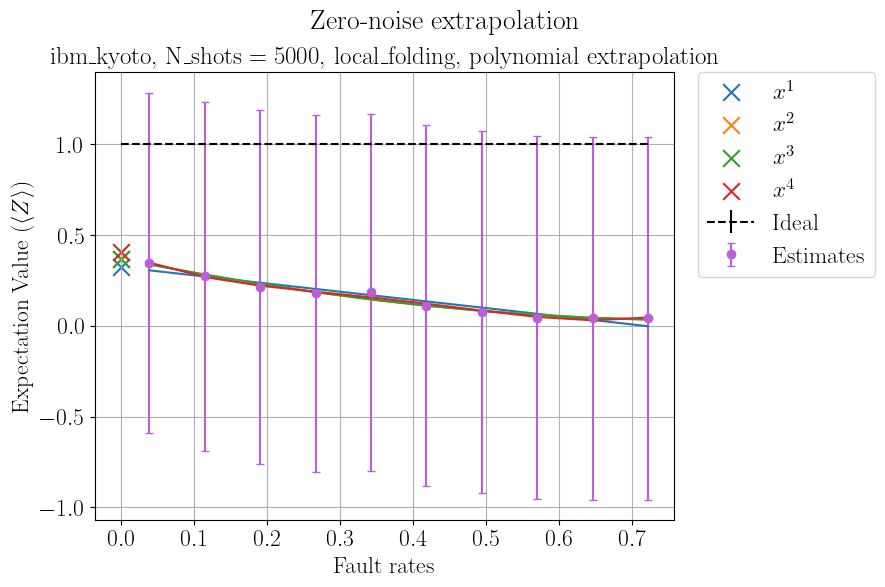 Zero-noise extrapolation
ibm_kyoto, N_shots = 5000, local_folding, polynomial extrapolation
x^1
x^2
x^3
x^4
Ideal
Estimates
Expectation Value (⟨Z⟩)
1.0
0.5
0.0
−0.5
−1.0
0.0 0.1 0.2 0.3 0.4 0.5 0.6 0.7
Fault rates